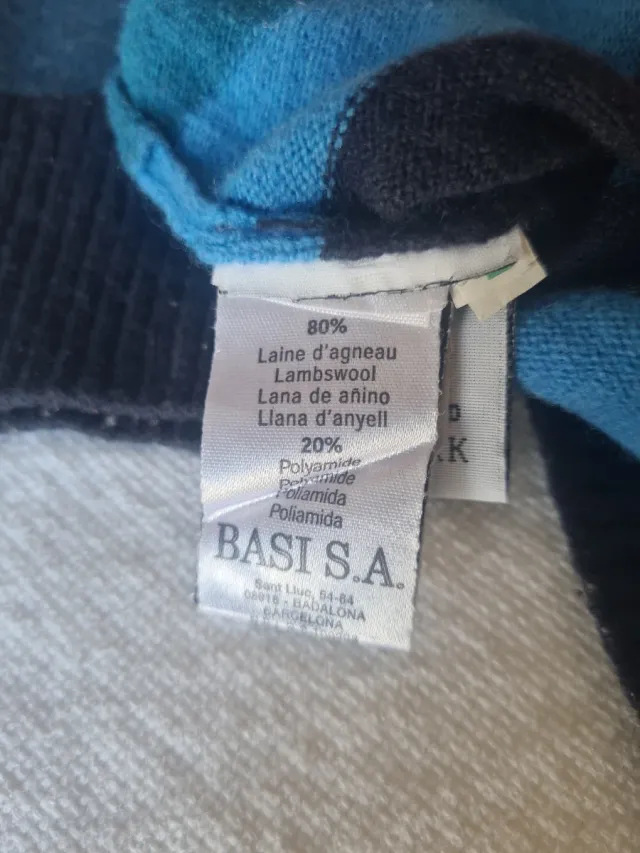 80%
Laine d'agneau
Lambswool
Lana de añino
Llana d'anyell
20%
Polyamide
Polyamide
Poliamida
Poliamida
BASI S.A.
Sant Lluc, 54-64
- BADALONA
BARCELONA
K